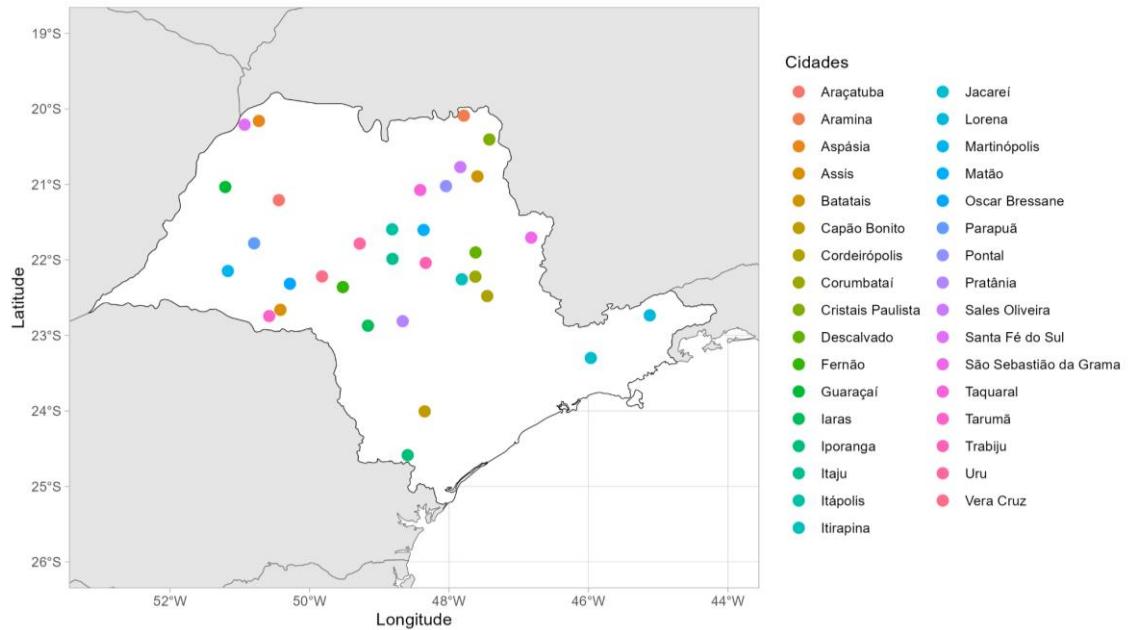 19°S
20°S
21°S
22°S
23°S
24°S
25°S
26°S
Latitude
52°W
50°W
48°W
46°W
44°W
Longitude
Cidades
Araçatuba
Aramina
Aspásia
Assis
Batatais
Capão Bonito
Cordeirópolis
Corumbataí
Cristais Paulista
Descalvado
Fernão
Guaraçaí
Iaras
Iporanga
Itaju
Itápolis
Itirapina
Jacareí
Lorena
Martinópolis
Matão
Oscar Bressane
Parapuã
Pontal
Pratânia
Sales Oliveira
Santa Fé do Sul
São Sebastião da Grama
Taquaral
Tarumã
Trabiju
Uru
Vera Cruz